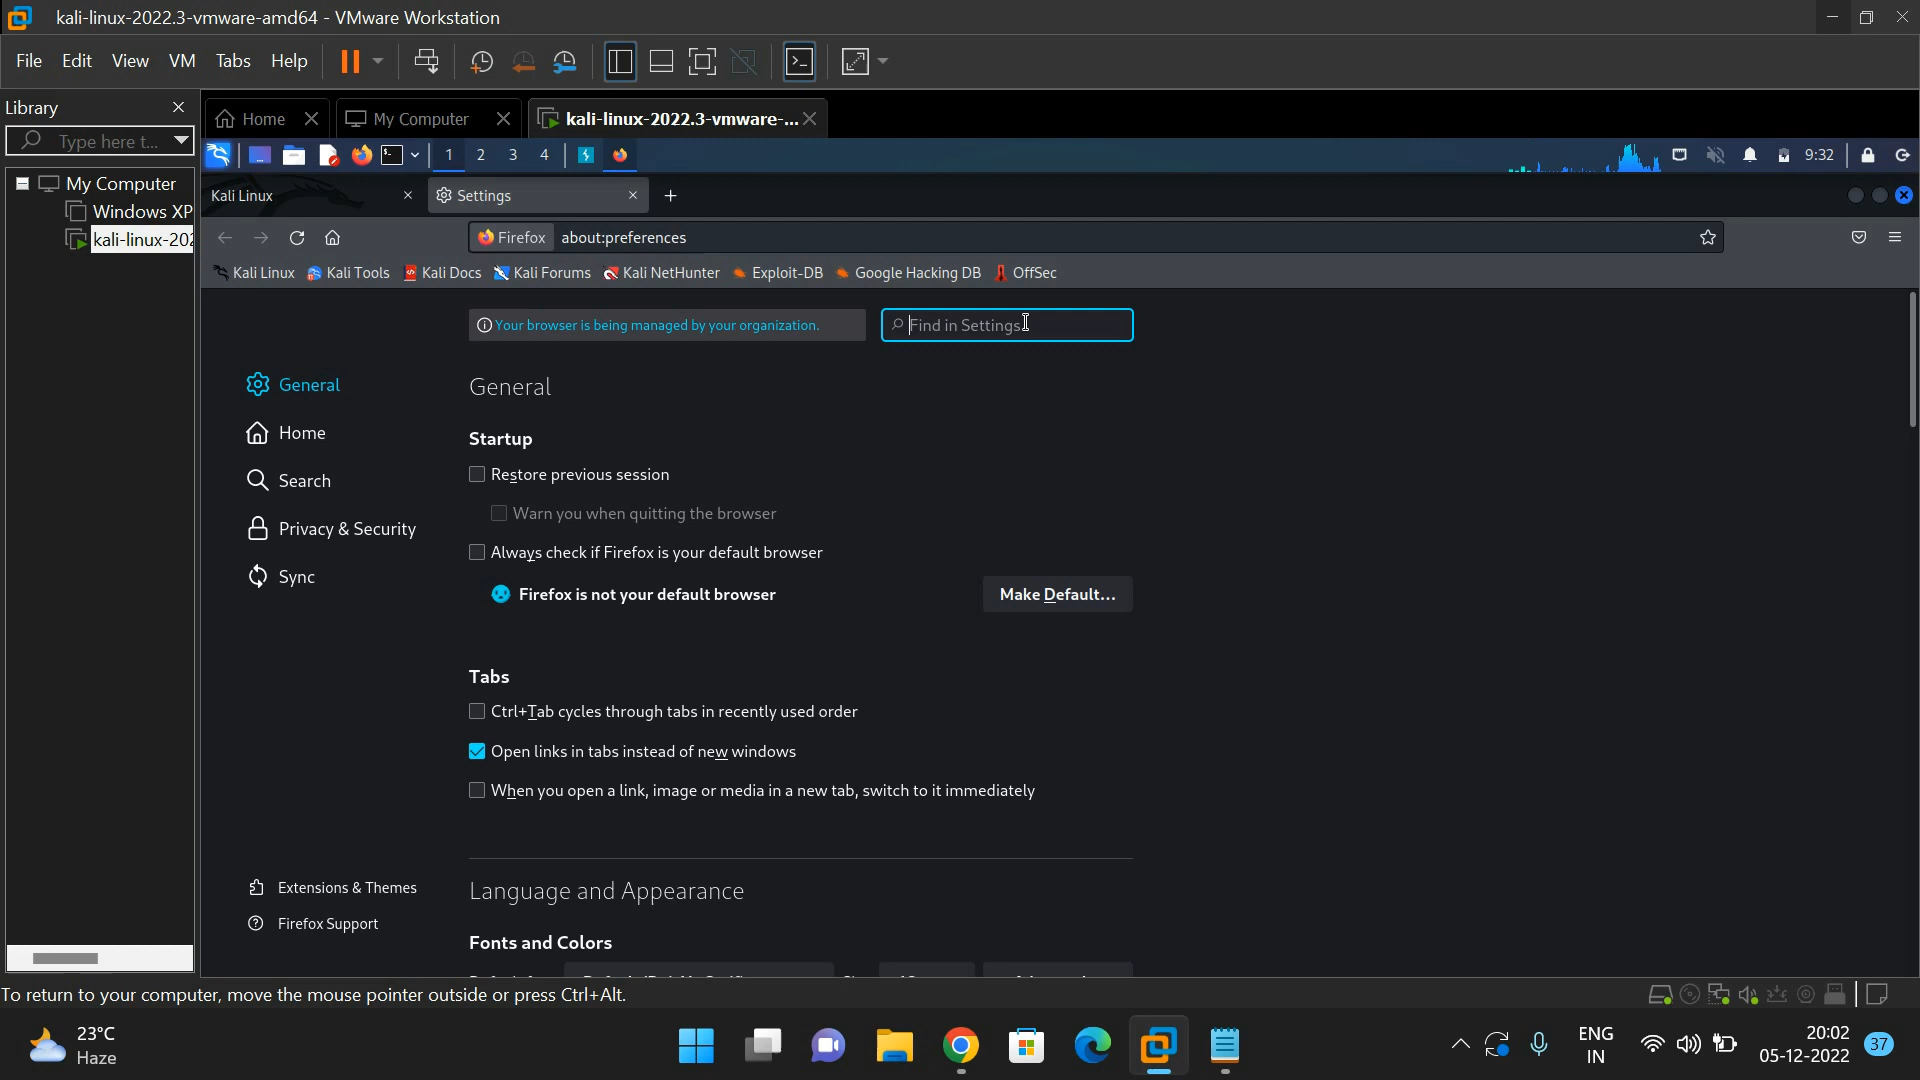 kali-linux-2022.3-vmware-amd64 - VMware Workstation
File Edit View VM Tabs Help
Library
Home My Computer kali-linux-2022.3-vmware-...
Type here t...
1 2 3 4 9:32
My Computer
Windows XP
kali-linux-202
Kali Linux Settings
Firefox about:preferences
Kali Linux Kali Tools Kali Docs Kali Forums Kali NetHunter Exploit-DB Google Hacking DB OffSec
Your browser is being managed by your organization. Find in Settings
General
Home
Search
Privacy & Security
Sync
Extensions & Themes
Firefox Support
General
Startup
Restore previous session
Warn you when quitting the browser
Always check if Firefox is your default browser
Firefox is not your default browser Make Default...
Tabs
Ctrl+Tab cycles through tabs in recently used order
Open links in tabs instead of new windows
When you open a link, image or media in a new tab, switch to it immediately
Language and Appearance
Fonts and Colors
To return to your computer, move the mouse pointer outside or press Ctrl+Alt.
23°C
Haze
ENG
IN
20:02
05-12-2022
37